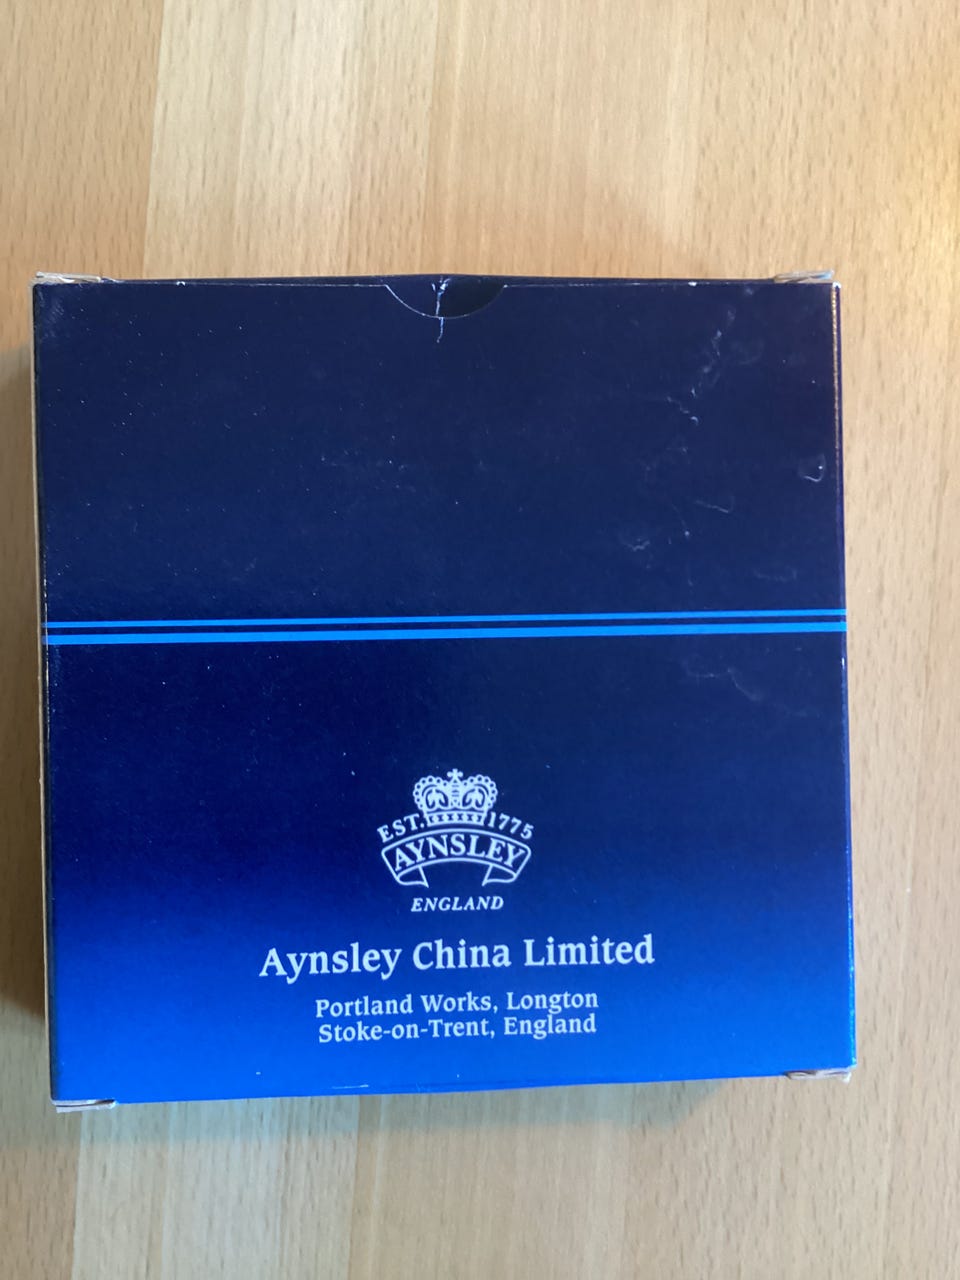 EST. 1775
AYNSLEY
ENGLAND
Aynsley China Limited
Portland Works, Longton
Stoke-on-Trent, England